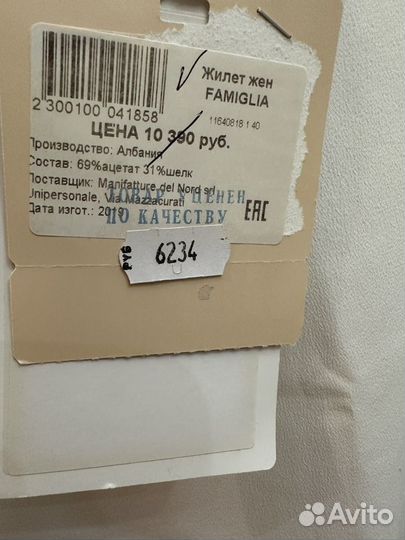 Жилет жен
FAMIGLIA
2 300100 041858
11640818 1 40
ЦЕНА 10 390 руб.
Производство: Албания
Состав: 69%ацетат 31%шелк
Поставщик: Manifatture del Nord srl
Unipersonale, Via Mazzacurati
Дата изгот.: 2019
ТОВАР УЦЕНЕН
ПО КАЧЕСТВУ
EAC
РУБ
6234
Avito